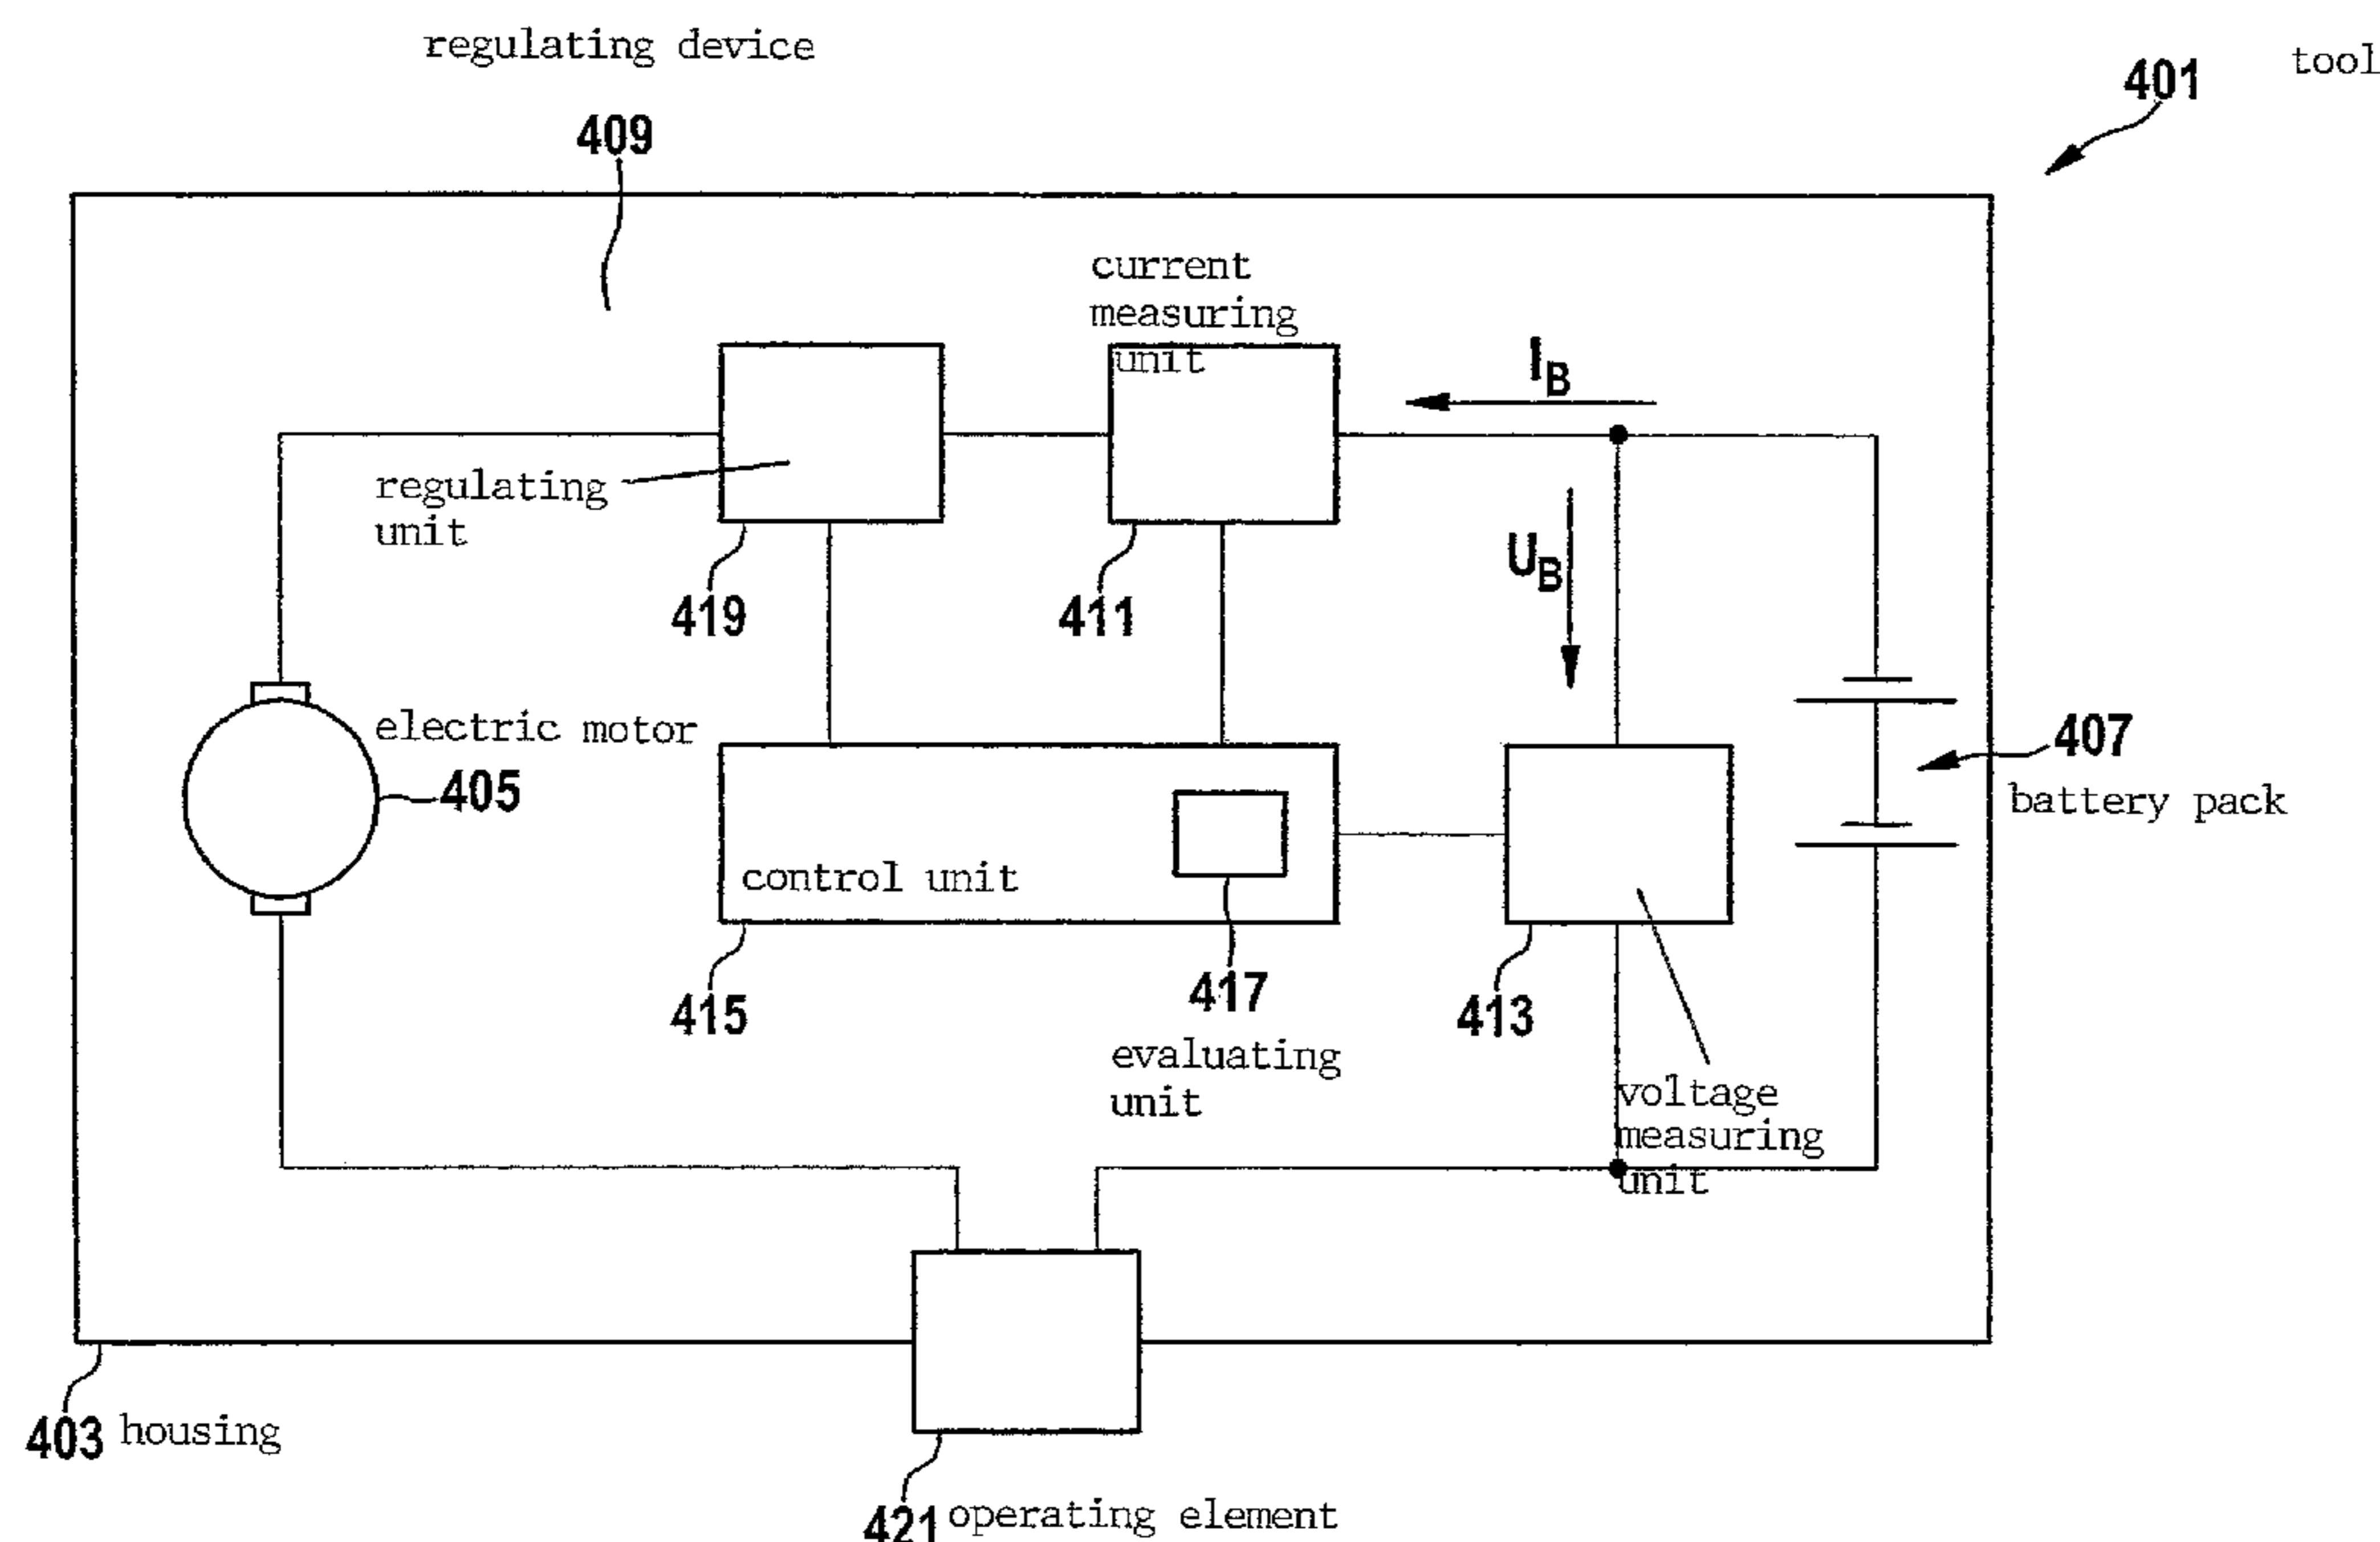 regulating device
tool
401
409
current
measuring
unit
I_B
regulating
unit
U_B
419
411
electric motor
405
407
battery pack
control unit
415
417
413
evaluating
unit
voltage
measuring
unit
403 housing
421 operating element